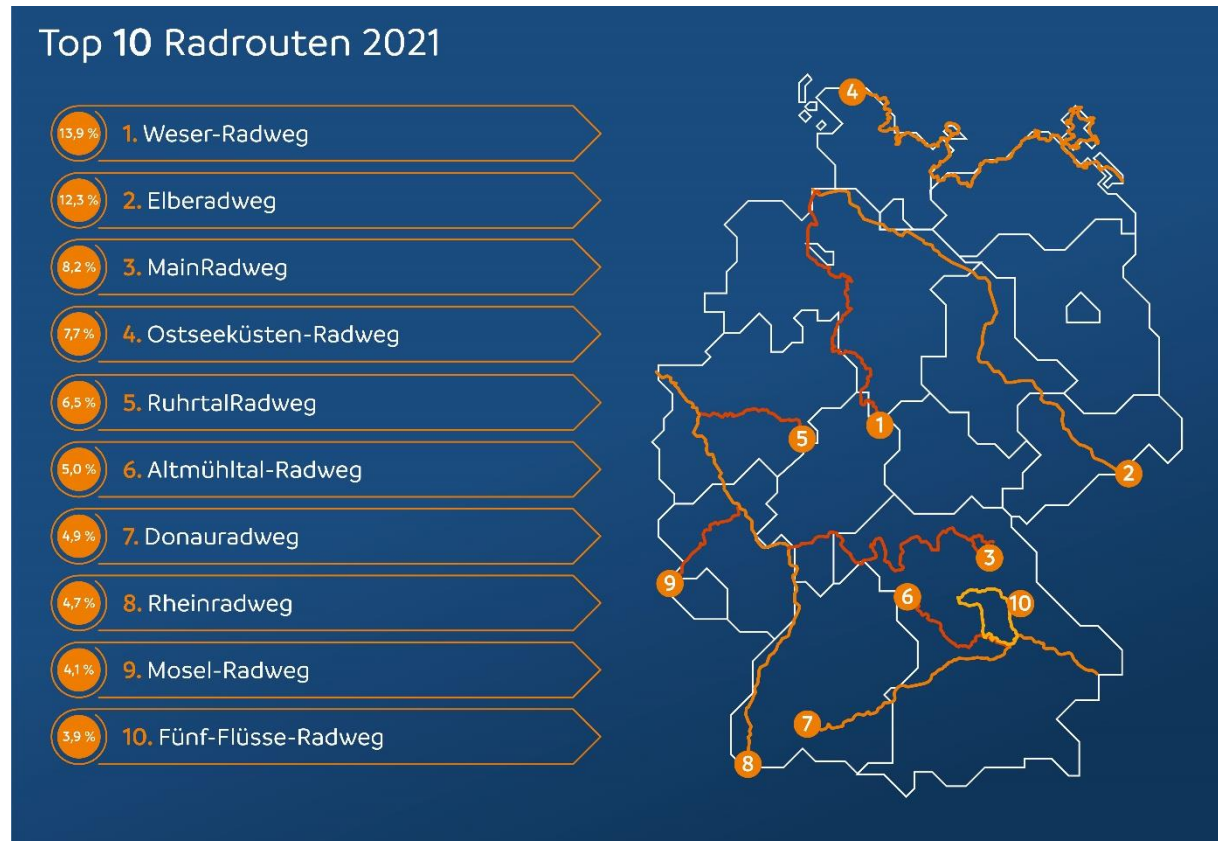 Top 10 Radrouten 2021
13,9 % 1. Weser-Radweg
12,3 % 2. Elberadweg
8,2 % 3. MainRadweg
7,7 % 4. Ostseeküsten-Radweg
6,5 % 5. RuhrtalRadweg
5,0 % 6. Altmühltal-Radweg
4,9 % 7. Donauradweg
4,7 % 8. Rheinradweg
4,1 % 9. Mosel-Radweg
3,9 % 10. Fünf-Flüsse-Radweg
4
1
5
2
3
9
6
10
7
8